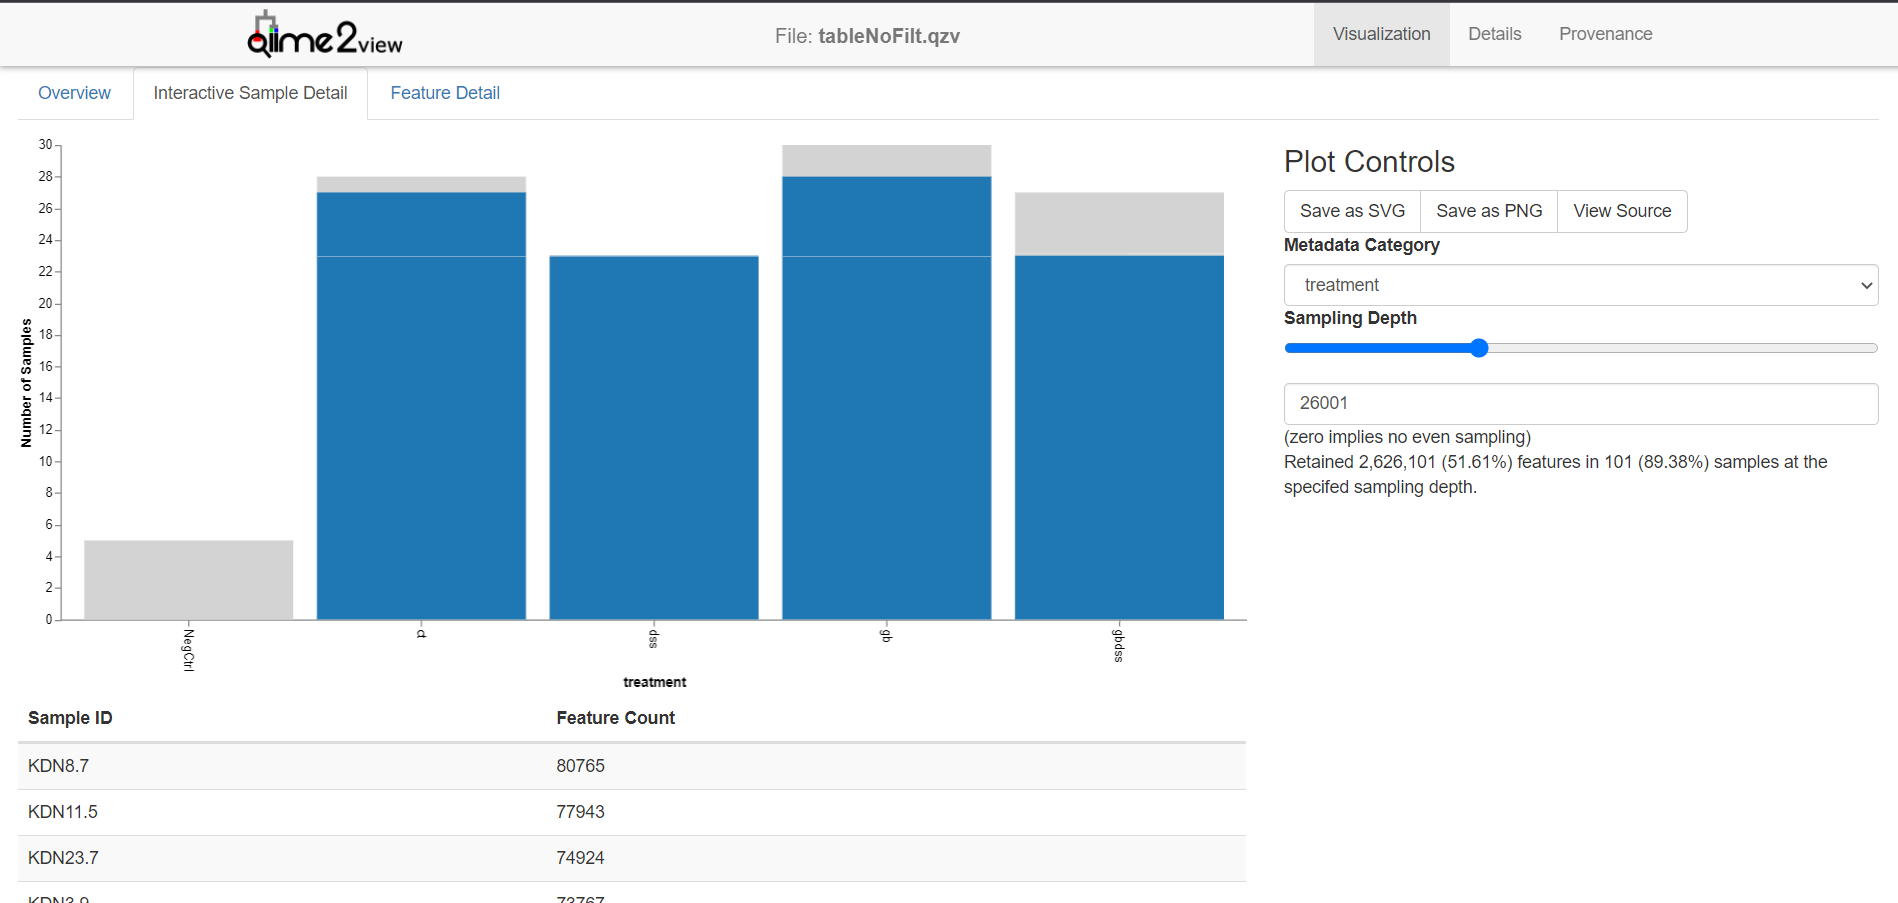 qiime2view
File: tableNoFilt.qzv
Visualization Details Provenance
Overview Interactive Sample Detail Feature Detail
30
28
26
24
22
20
18
16
14
12
10
8
6
4
2
0
Number of Samples
NegCtrl ct dss gb gbdss
treatment
Plot Controls
Save as SVG Save as PNG View Source
Metadata Category
treatment
Sampling Depth
26001
(zero implies no even sampling)
Retained 2,626,101 (51.61%) features in 101 (89.38%) samples at the
specifed sampling depth.
Sample ID Feature Count
KDN8.7 80765
KDN11.5 77943
KDN23.7 74924
KDN3.9 73767